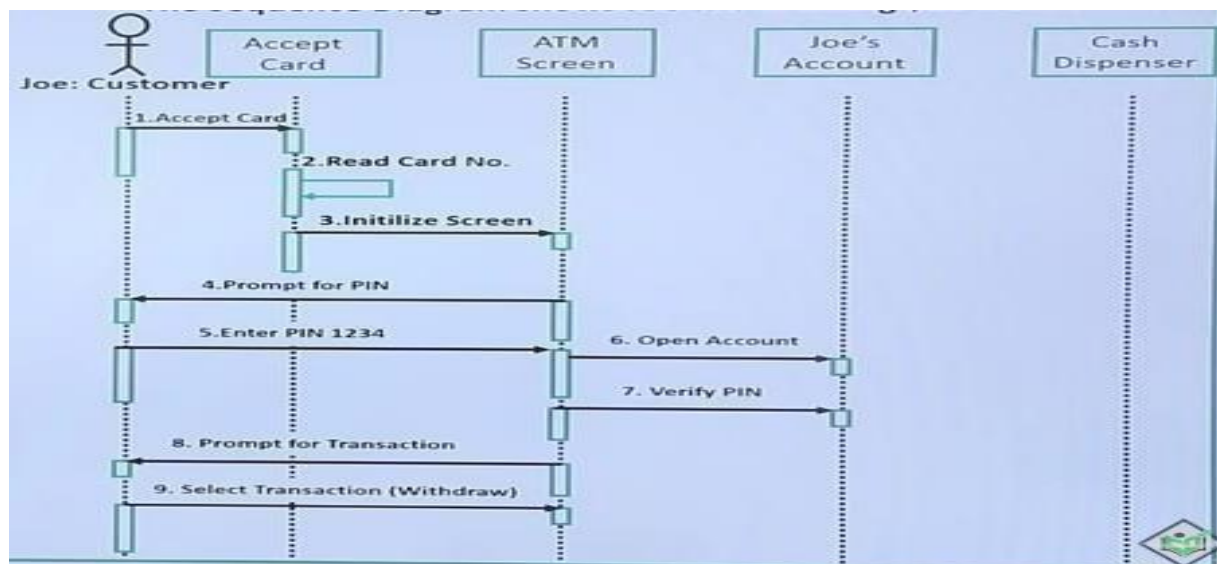 Accept
Card
ATM
Screen
Joe's
Account
Cash
Dispenser
Joe: Customer
1.Accept Card
2.Read Card No.
3.Initilize Screen
4.Prompt for PIN
5.Enter PIN 1234
6. Open Account
7. Verify PIN
8. Prompt for Transaction
9. Select Transaction (Withdraw)